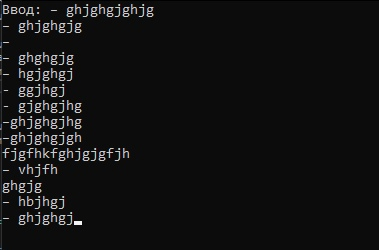 Ввод: - ghjghgjghjg
- ghjghgjg
-
- ghghgjg
- hgjghgj
- ggjhgj
- gjghgjhg
-ghjghgjhg
-ghjghgjgh
fjgfhkfghjgjgfjh
- vhjfh
ghgjg
- hbjhgj
- ghjghgj